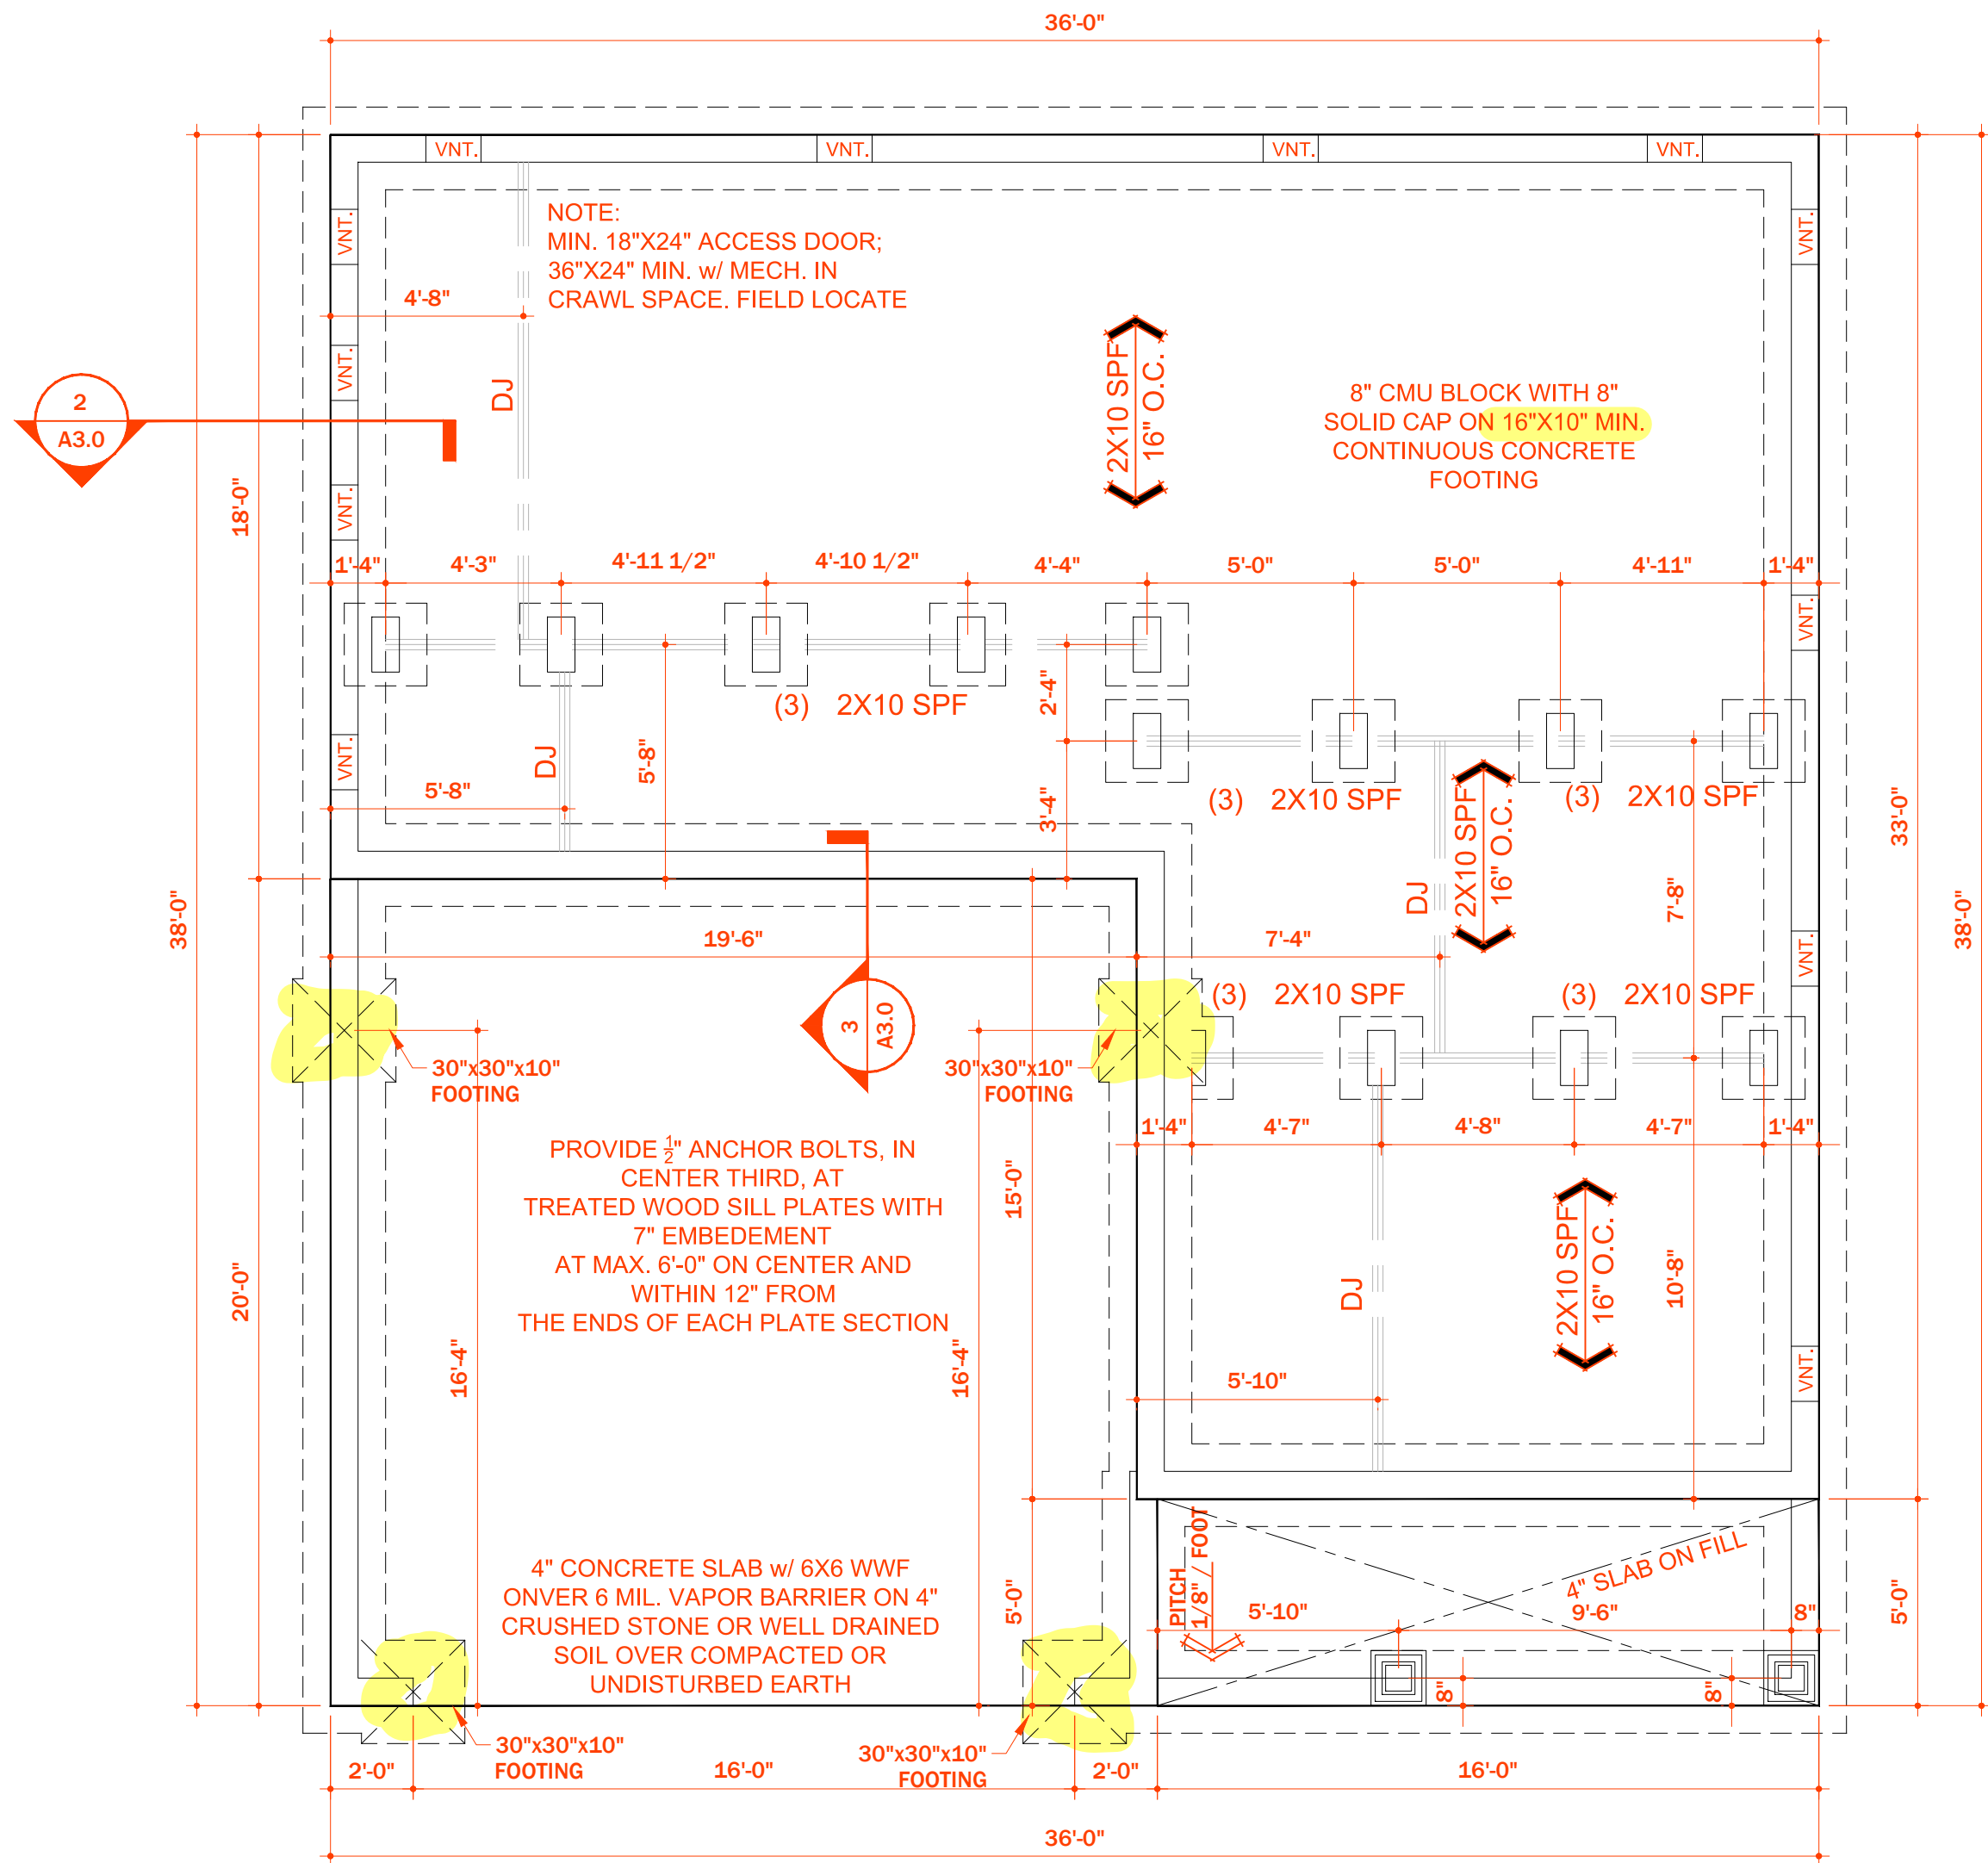 36'-0"
VNT.
VNT.
VNT.
VNT.
VNT.
VNT.
NOTE:
MIN. 18"X24" ACCESS DOOR;
36"X24" MIN. w/ MECH. IN
CRAWL SPACE. FIELD LOCATE
4'-8"
VNT.
2
A3.0
DJ
2X10 SPF
16" O.C.
8" CMU BLOCK WITH 8"
SOLID CAP ON 16"X10" MIN.
CONTINUOUS CONCRETE
FOOTING
18'-0"
VNT.
1'-4"
4'-3"
4'-11 1/2"
4'-10 1/2"
4'-4"
5'-0"
5'-0"
4'-11"
1'-4"
VNT.
(3) 2X10 SPF
2'-4"
VNT.
DJ
5'-8"
5'-8"
3'-4"
(3) 2X10 SPF
(3) 2X10 SPF
2X10 SPF
16" O.C.
33'-0"
38'-0"
DJ
7'-8"
38'-0"
19'-6"
7'-4"
VNT.
(3) 2X10 SPF
(3) 2X10 SPF
3
A3.0
30"x30"x10"
FOOTING
30"x30"x10"
FOOTING
1'-4"
4'-7"
4'-8"
4'-7"
1'-4"
PROVIDE 1/2" ANCHOR BOLTS, IN
CENTER THIRD, AT
TREATED WOOD SILL PLATES WITH
7" EMBEDEMENT
AT MAX. 6'-0" ON CENTER AND
WITHIN 12" FROM
THE ENDS OF EACH PLATE SECTION
15'-0"
20'-0"
16'-4"
16'-4"
DJ
2X10 SPF
16" O.C.
10'-8"
5'-10"
VNT.
4" CONCRETE SLAB w/ 6X6 WWF
ONVER 6 MIL. VAPOR BARRIER ON 4"
CRUSHED STONE OR WELL DRAINED
SOIL OVER COMPACTED OR
UNDISTURBED EARTH
5'-0"
PITCH
1/8" / FOOT
4" SLAB ON FILL
5'-10"
9'-6"
8"
5'-0"
8"
8"
30"x30"x10"
FOOTING
30"x30"x10"
FOOTING
2'-0"
16'-0"
2'-0"
16'-0"
36'-0"